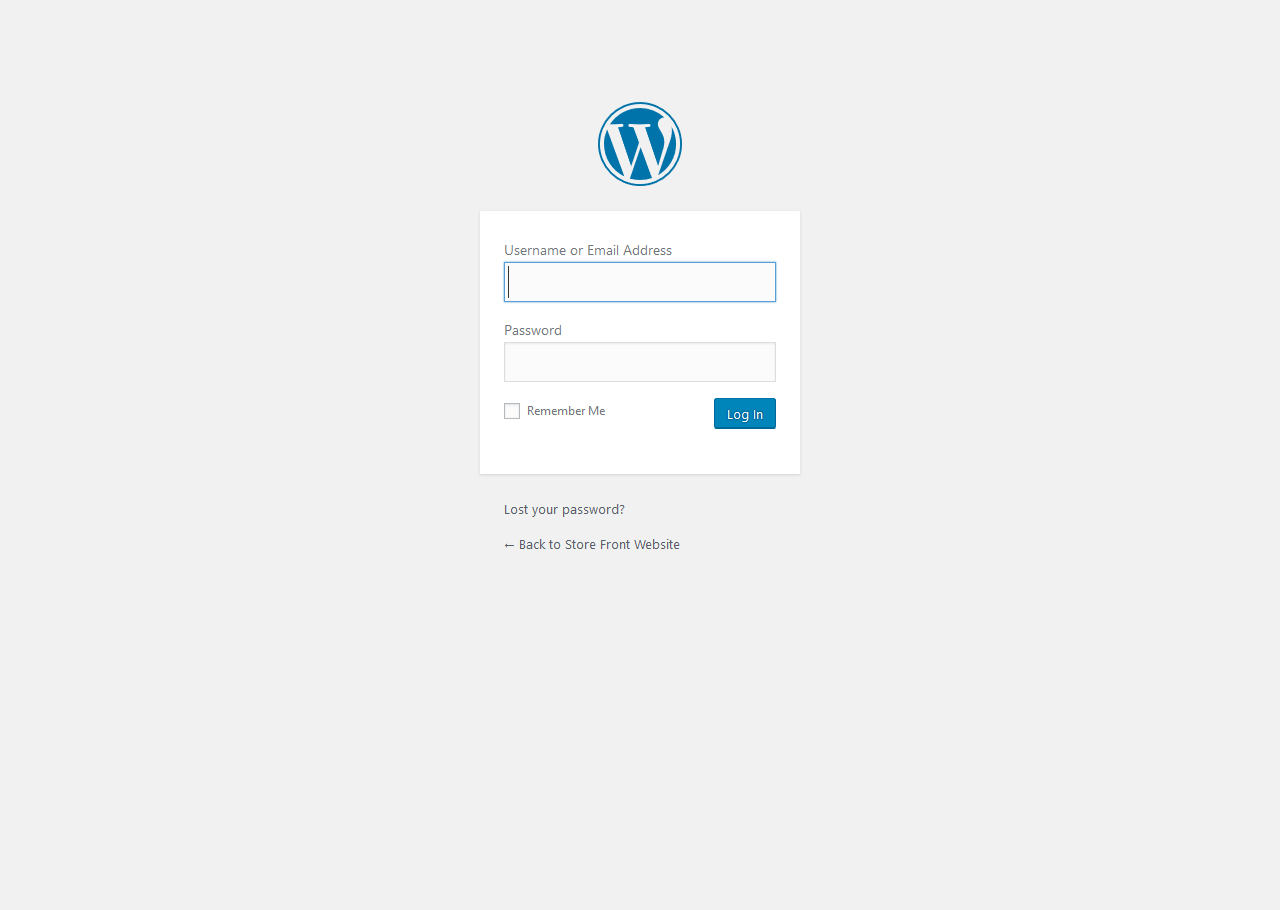 Username or Email Address
Password
Remember Me
Log In
Lost your password?
← Back to Store Front Website